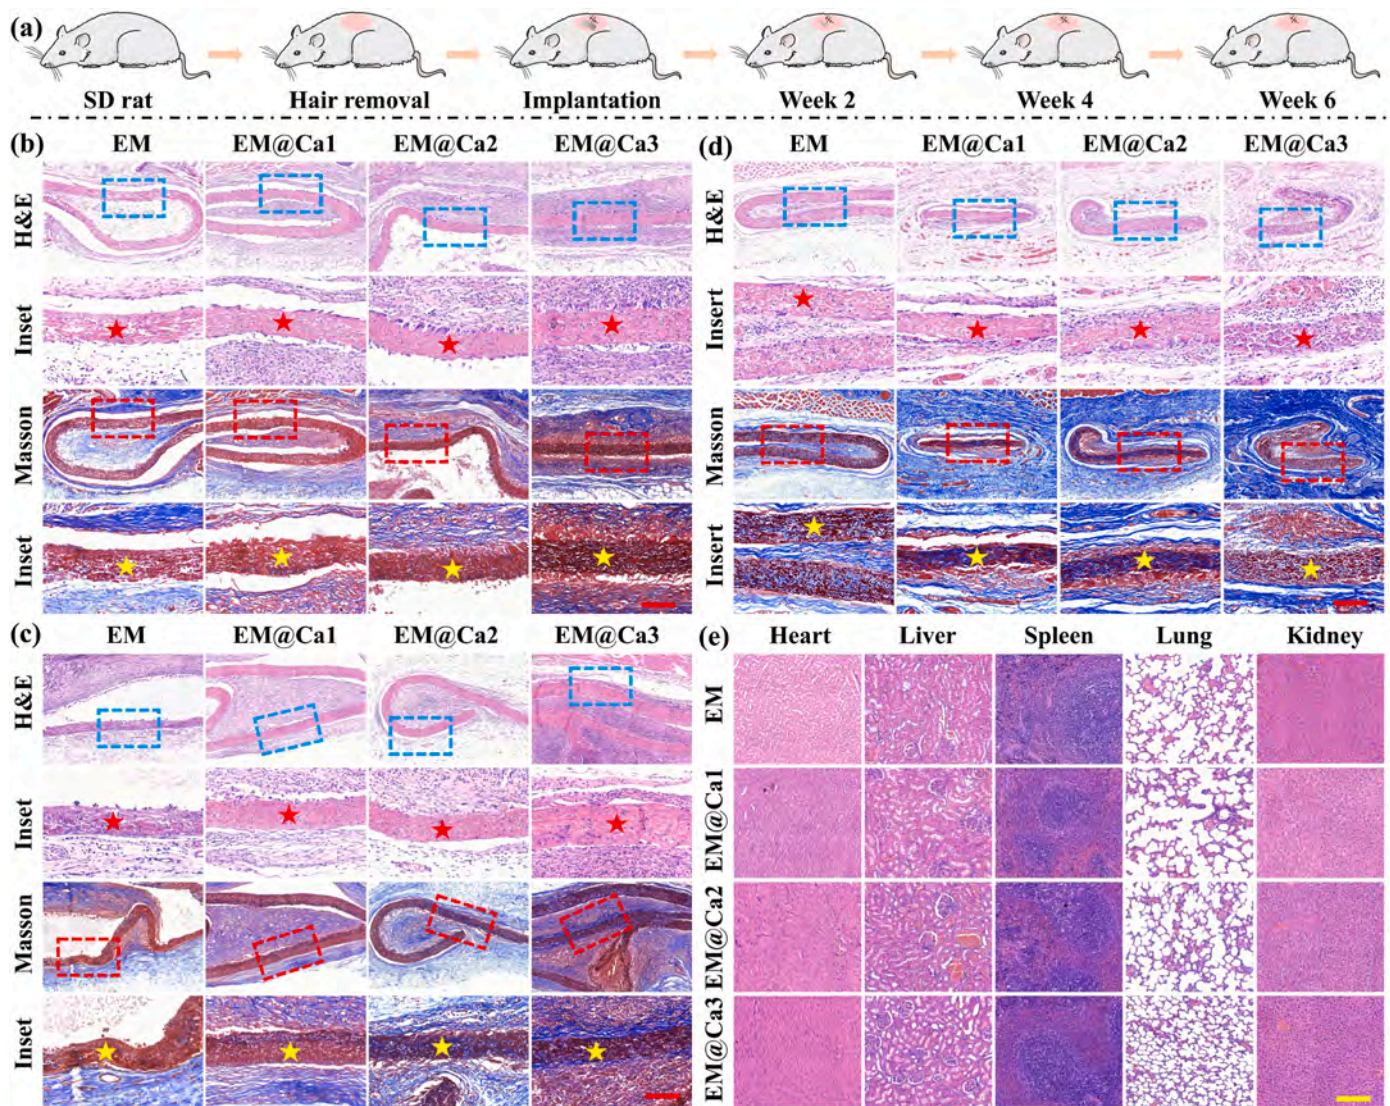 (a)
SD rat Hair removal Implantation Week 2 Week 4 Week 6
(b) EM EM@Ca1 EM@Ca2 EM@Ca3
H&E
Inset
Masson
Inset
(c) EM EM@Ca1 EM@Ca2 EM@Ca3
H&E
Inset
Masson
Inset
(d) EM EM@Ca1 EM@Ca2 EM@Ca3
H&E
Insert
Masson
Insert
(e) Heart Liver Spleen Lung Kidney
EM
EM@Ca1
EM@Ca2
EM@Ca3